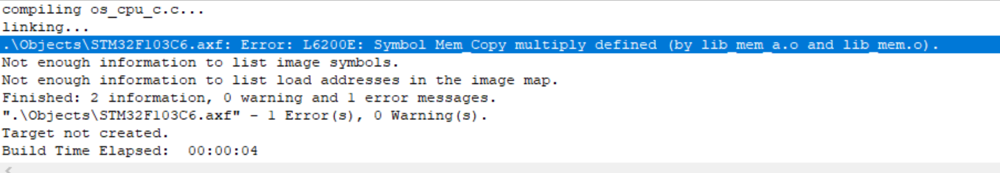 compiling os_cpu_c.c...
linking...
.\Objects\STM32F103C6.axf: Error: L6200E: Symbol Mem_Copy multiply defined (by lib_mem_a.o and lib_mem.o).
Not enough information to list image symbols.
Not enough information to list load addresses in the image map.
Finished: 2 information, 0 warning and 1 error messages.
".\Objects\STM32F103C6.axf" - 1 Error(s), 0 Warning(s).
Target not created.
Build Time Elapsed:  00:00:04